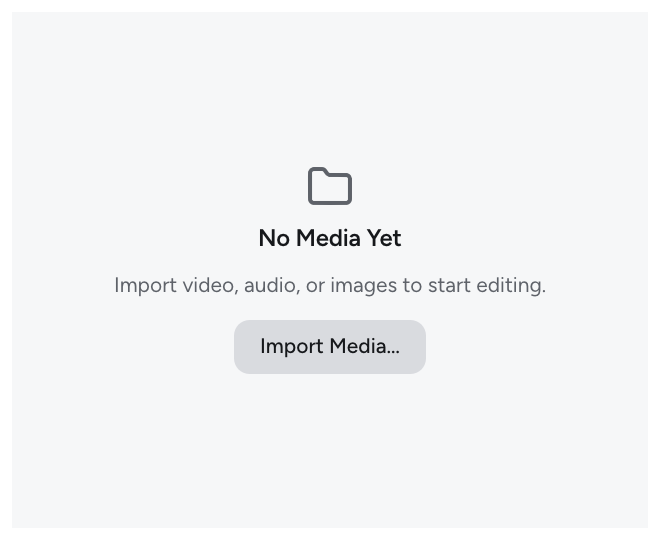 No Media Yet
Import video, audio, or images to start editing.
Import Media...